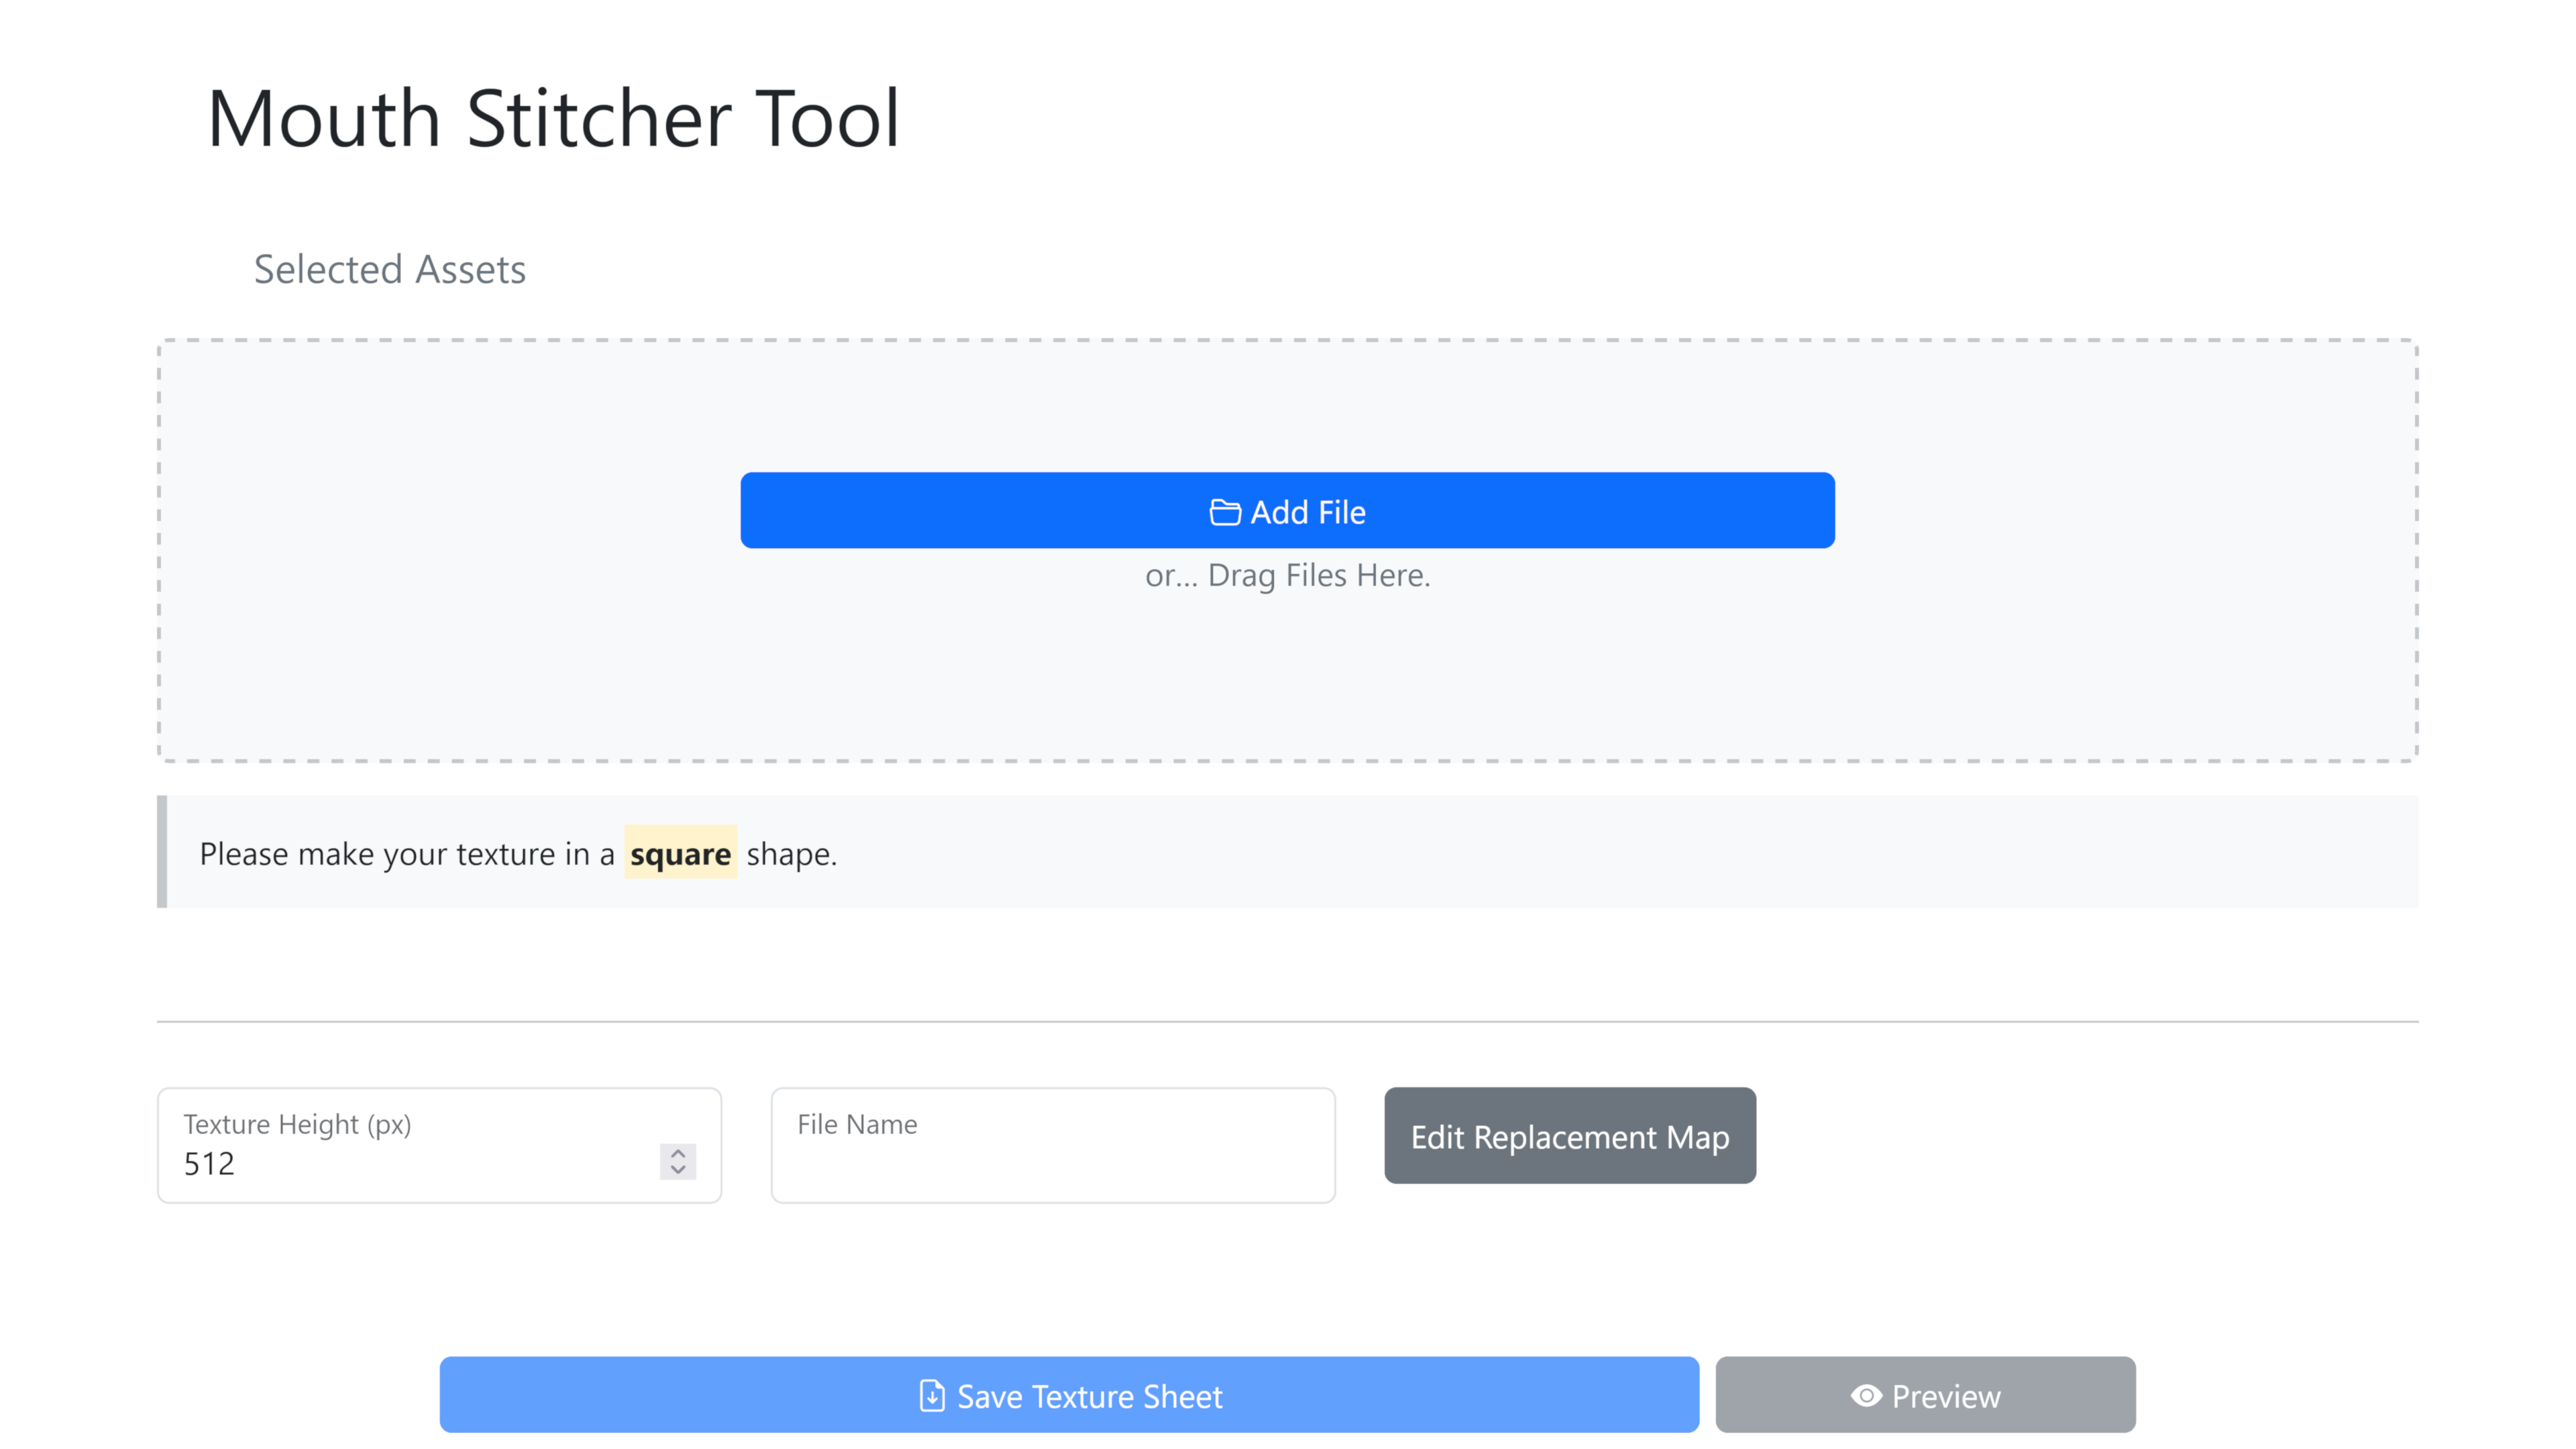 Mouth Stitcher Tool
Selected Assets
Add File
or... Drag Files Here.
Please make your texture in a square shape.
Texture Height (px)
512
File Name
Edit Replacement Map
Save Texture Sheet
Preview